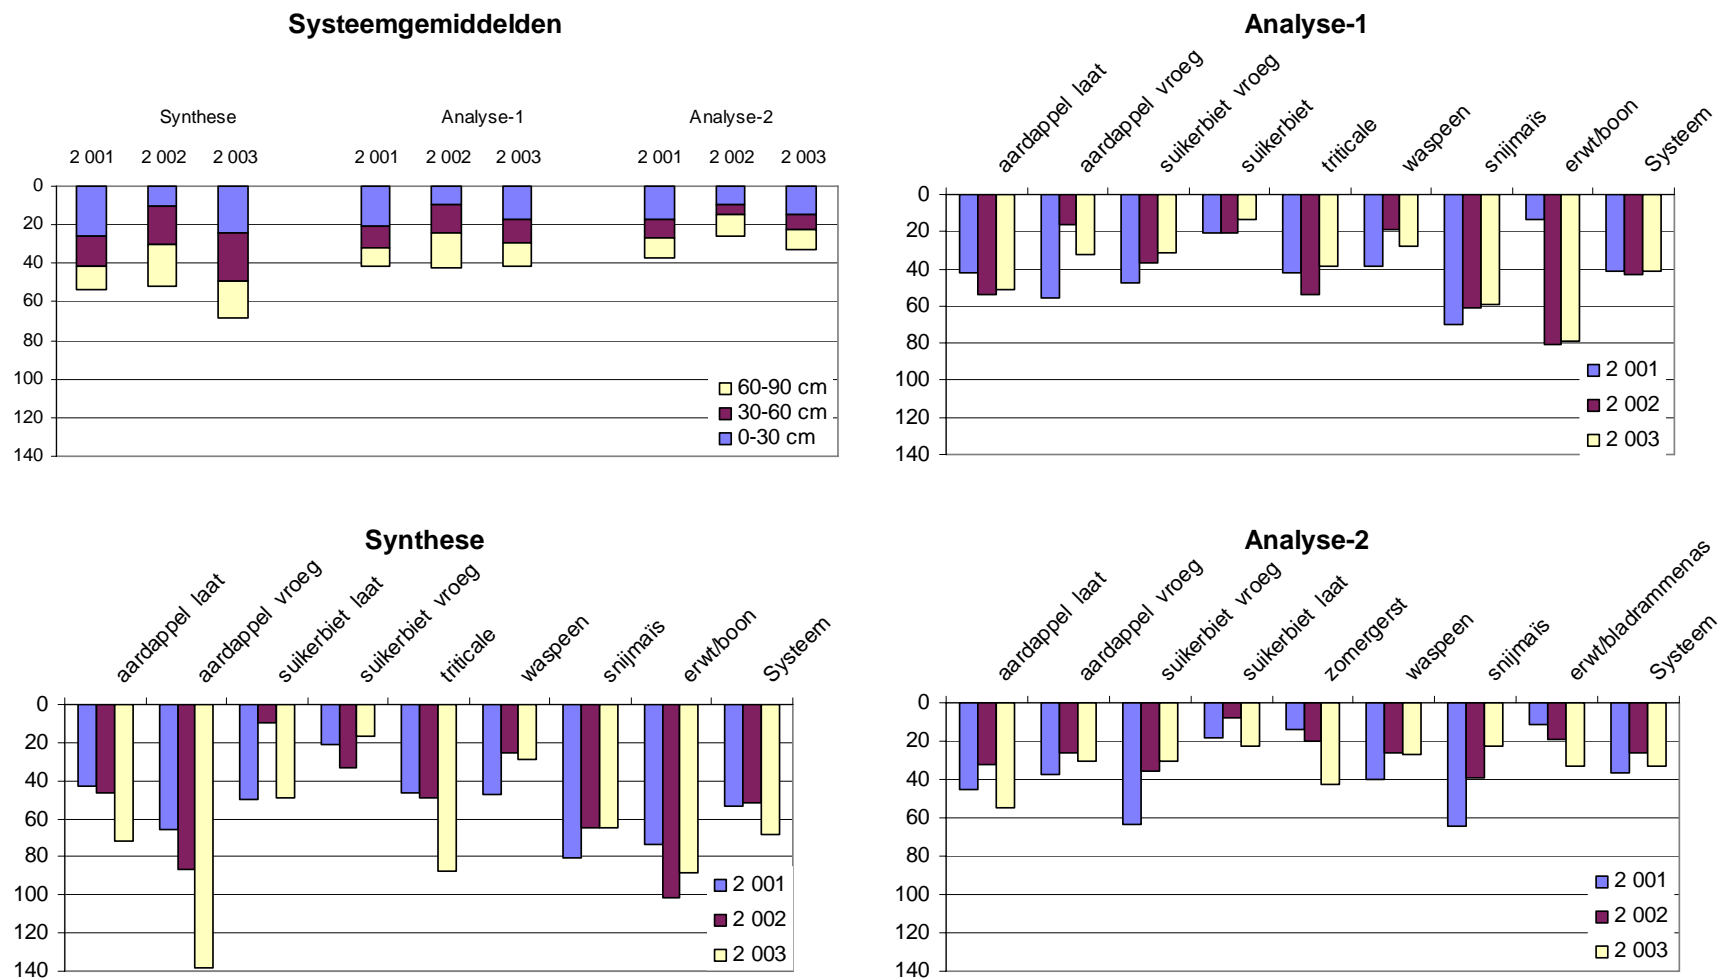 Systeemgemiddelden
Synthese Analyse-1 Analyse-2
2 001 2 002 2 003 2 001 2 002 2 003 2 001 2 002 2 003
0
20
40
60
80
100
120
140
60-90 cm
30-60 cm
0-30 cm
Analyse-1
aardappel laat
aardappel vroeg
suikerbiet vroeg
suikerbiet
triticale
waspeen
snijmaïs
erwt/boon
Systeem
0
20
40
60
80
100
120
140
2 001
2 002
2 003
Synthese
aardappel laat
aardappel vroeg
suikerbiet laat
suikerbiet vroeg
triticale
waspeen
snijmaïs
erwt/boon
Systeem
0
20
40
60
80
100
120
140
2 001
2 002
2 003
Analyse-2
aardappel laat
aardappel vroeg
suikerbiet vroeg
suikerbiet laat
zomergerst
waspeen
snijmaïs
erwt/bladrammenas
Systeem
0
20
40
60
80
100
120
140
2 001
2 002
2 003